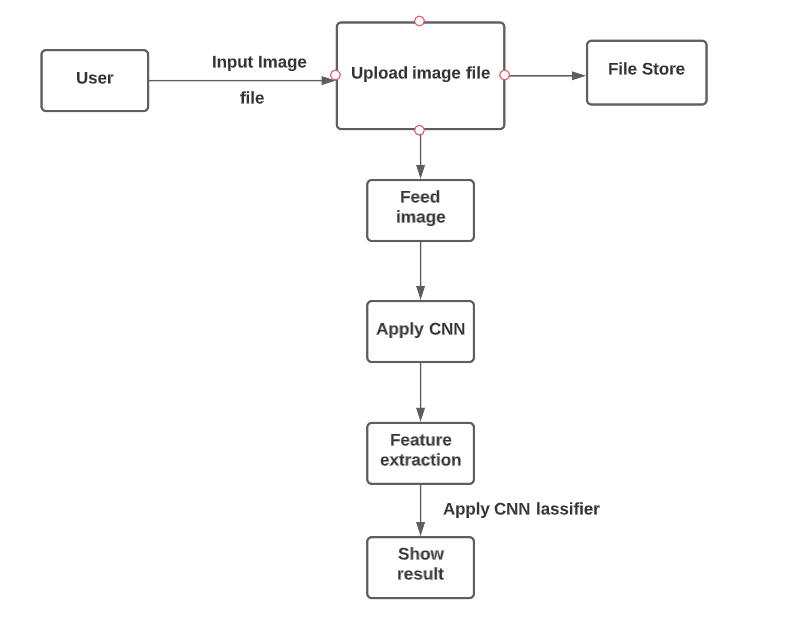 User
Input Image
file
Upload image file
File Store
Feed
image
Apply CNN
Feature
extraction
Apply CNN lassifier
Show
result